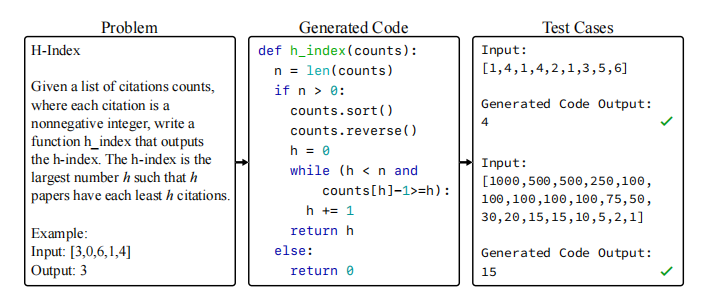 Problem
H-Index
Given a list of citations counts,
where each citation is a
nonnegative integer, write a
function h_index that outputs
the h-index. The h-index is the
largest number h such that h
papers have each least h citations.
Example:
Input: [3,0,6,1,4]
Output: 3
Generated Code
def h_index(counts):
  n = len(counts)
  if n > 0:
    counts.sort()
    counts.reverse()
    h = 0
    while (h < n and
        counts[h]-1>=h):
      h += 1
    return h
  else:
    return 0
Test Cases
Input:
[1,4,1,4,2,1,3,5,6]
Generated Code Output:
4
Input:
[1000,500,500,250,100,
100,100,100,100,75,50,
30,20,15,15,10,5,2,1]
Generated Code Output:
15